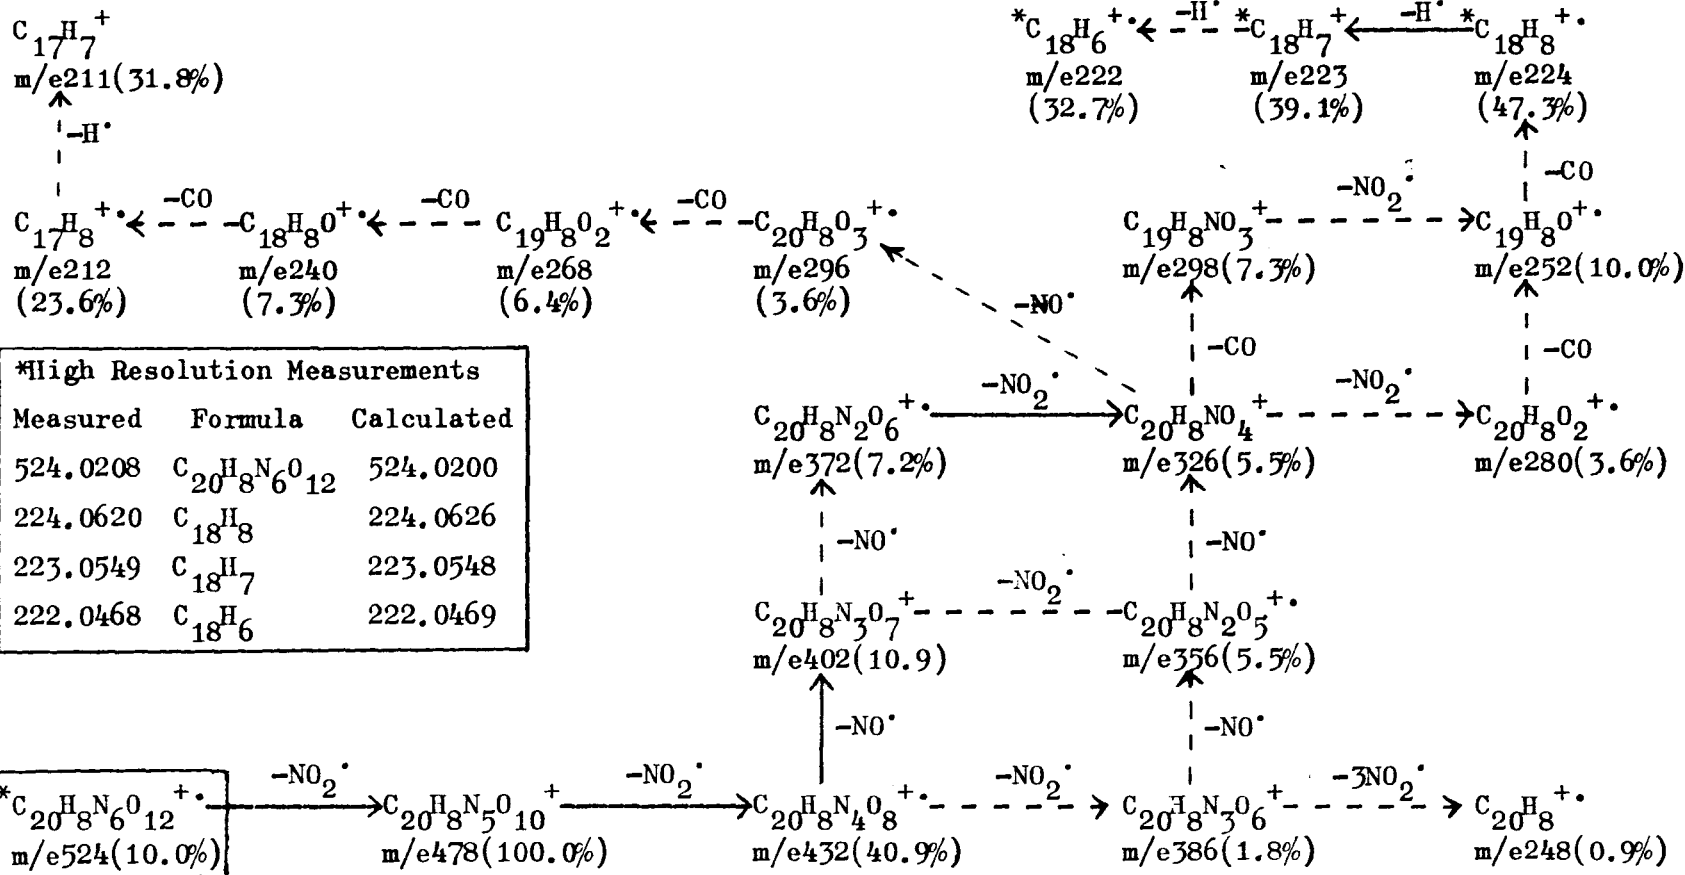 C17H7+
m/e211(31.8%)
-H·
*C18H6+·
m/e222
(32.7%)
-H·
*C18H7+
m/e223
(39.1%)
-H·
*C18H8+·
m/e224
(47.3%)
-CO
C17H8+·
m/e212
(23.6%)
-CO
C18H8O+·
m/e240
(7.3%)
-CO
C19H8O2+·
m/e268
(6.4%)
-CO
C20H8O3+·
m/e296
(3.6%)
-NO·
C19H8NO3+
m/e298(7.3%)
-NO2·
C19H8O+·
m/e252(10.0%)
-CO
-CO
*High Resolution Measurements
Measured Formula Calculated
524.0208 C20H8N6O12 524.0200
224.0620 C18H8 224.0626
223.0549 C18H7 223.0548
222.0468 C18H6 222.0469
C20H8N2O6+·
m/e372(7.2%)
-NO2·
C20H8NO4+
m/e326(5.5%)
-NO2·
C20H8O2+·
m/e280(3.6%)
-NO·
-NO·
C20H8N3O7+
m/e402(10.9)
-NO2·
C20H8N2O5+·
m/e356(5.5%)
-NO·
-NO·
*C20H8N6O12+·
m/e524(10.0%)
-NO2·
C20H8N5O10+
m/e478(100.0%)
-NO2·
C20H8N4O8+·
m/e432(40.9%)
-NO2·
C20H8N3O6+
m/e386(1.8%)
-3NO2·
C20H8+·
m/e248(0.9%)